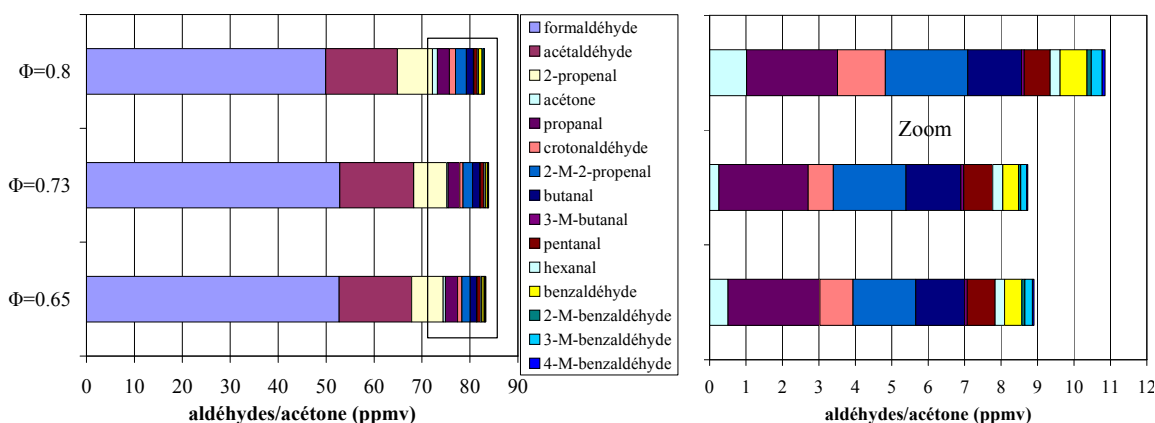 Φ=0.8
Φ=0.73
Φ=0.65
0 10 20 30 40 50 60 70 80 90
aldéhydes/acétone (ppmv)
formaldéhyde
acétaldéhyde
2-propenal
acétone
propanal
crotonaldéhyde
2-M-2-propenal
butanal
3-M-butanal
pentanal
hexanal
benzaldéhyde
2-M-benzaldéhyde
3-M-benzaldéhyde
4-M-benzaldéhyde
Zoom
0 1 2 3 4 5 6 7 8 9 10 11 12
aldéhydes/acétone (ppmv)